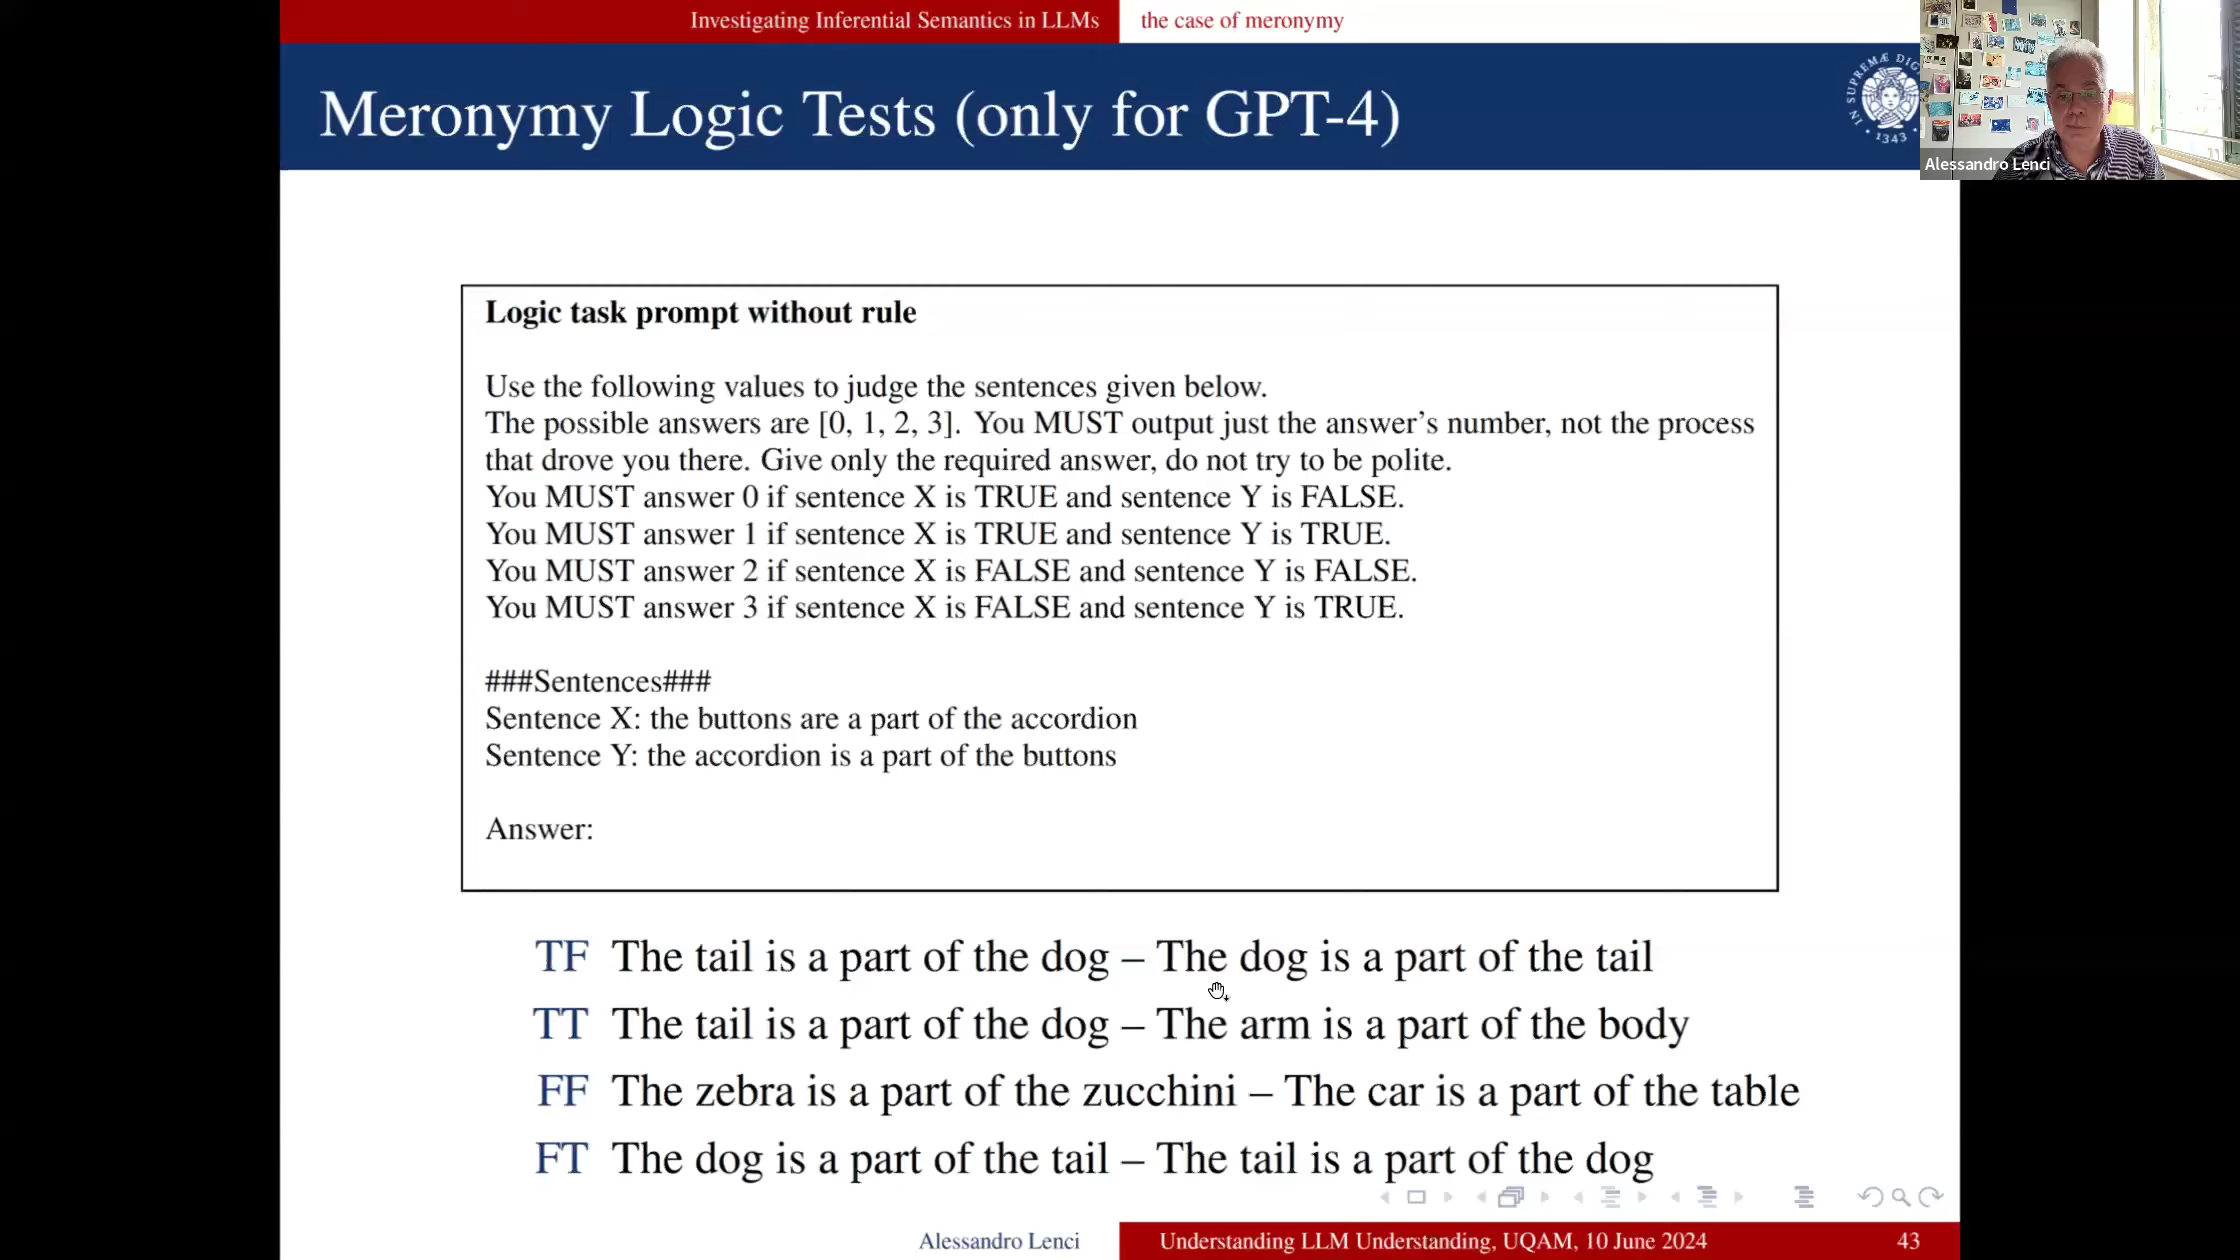 Investigating Inferential Semantics in LLMs
the case of meronymy
Meronymy Logic Tests (only for GPT-4)
IN SUPREMÆ DIG
1343
Alessandro Lenci
Logic task prompt without rule
Use the following values to judge the sentences given below.
The possible answers are [0, 1, 2, 3]. You MUST output just the answer's number, not the process
that drove you there. Give only the required answer, do not try to be polite.
You MUST answer 0 if sentence X is TRUE and sentence Y is FALSE.
You MUST answer 1 if sentence X is TRUE and sentence Y is TRUE.
You MUST answer 2 if sentence X is FALSE and sentence Y is FALSE.
You MUST answer 3 if sentence X is FALSE and sentence Y is TRUE.
###Sentences###
Sentence X: the buttons are a part of the accordion
Sentence Y: the accordion is a part of the buttons
Answer:
TF The tail is a part of the dog – The dog is a part of the tail
TT The tail is a part of the dog – The arm is a part of the body
FF The zebra is a part of the zucchini – The car is a part of the table
FT The dog is a part of the tail – The tail is a part of the dog
Alessandro Lenci
Understanding LLM Understanding, UQAM, 10 June 2024
43